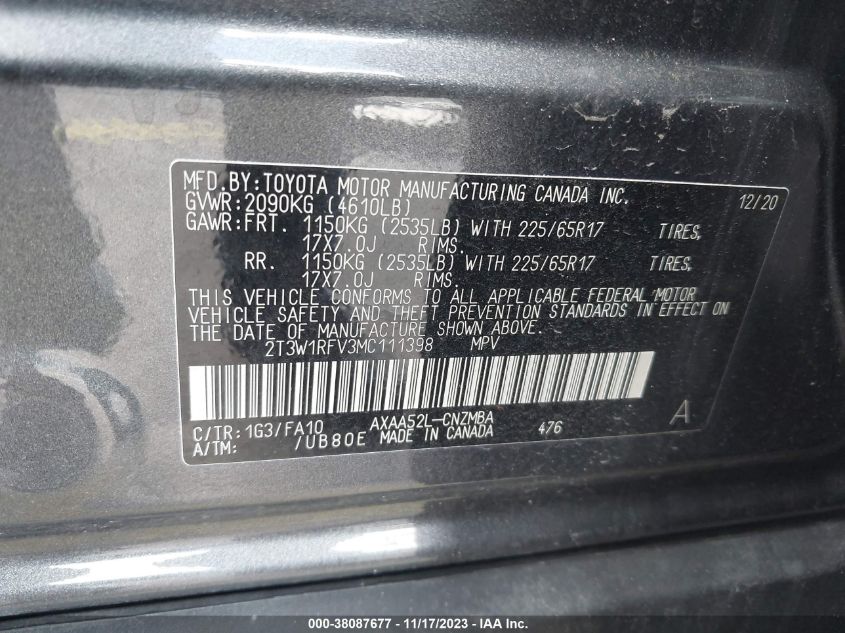 MFD.BY:TOYOTA MOTOR MANUFACTURING CANADA INC. 12/20
GVWR:2090KG (4610LB)
GAWR:FRT. 1150KG (2535LB) WITH 225/65R17 TIRES,
17X7.0J RIMS.
RR. 1150KG (2535LB) WITH 225/65R17 TIRES,
17X7.0J RIMS.
THIS VEHICLE CONFORMS TO ALL APPLICABLE FEDERAL MOTOR
VEHICLE SAFETY AND THEFT PREVENTION STANDARDS IN EFFECT ON
THE DATE OF MANUFACTURE SHOWN ABOVE.
2T3W1RFV3MC111398 MPV
C/TR:1G3/FA10 AXAA52L-CNZMBA A
A/TM: /UB80E MADE IN CANADA 476
000-38087677 - 11/17/2023 - IAA Inc.